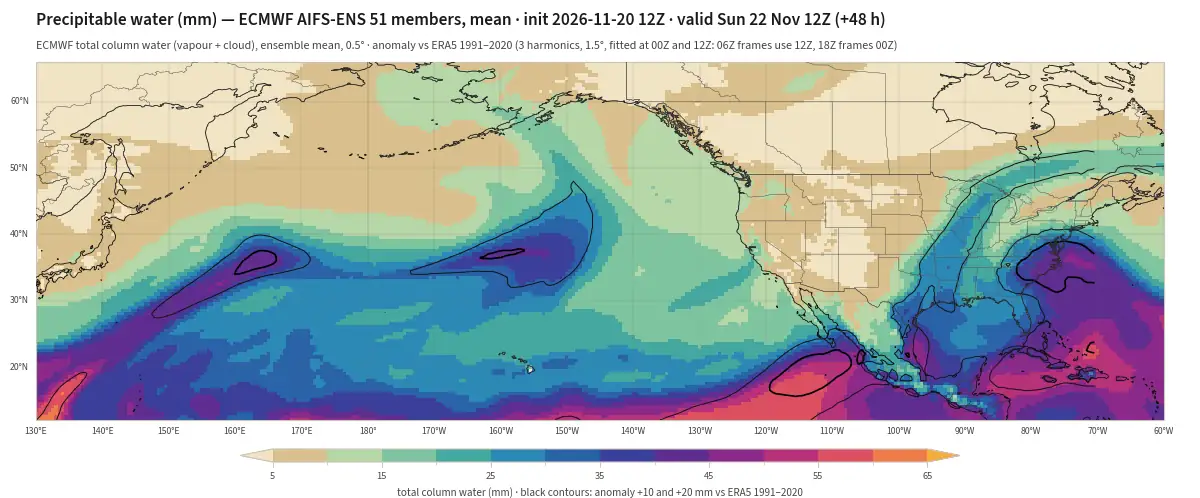 Precipitable water (mm) — ECMWF AIFS-ENS 51 members, mean · init 2026-11-20 12Z · valid Sun 22 Nov 12Z (+48 h)
ECMWF total column water (vapour + cloud), ensemble mean, 0.5° · anomaly vs ERA5 1991–2020 (3 harmonics, 1.5°, fitted at 00Z and 12Z: 06Z frames use 12Z, 18Z frames 00Z)
60°N
50°N
40°N
30°N
20°N
130°E 140°E 150°E 160°E 170°E 180° 170°W 160°W 150°W 140°W 130°W 120°W 110°W 100°W 90°W 80°W 70°W 60°W
5 15 25 35 45 55 65
total column water (mm) · black contours: anomaly +10 and +20 mm vs ERA5 1991–2020